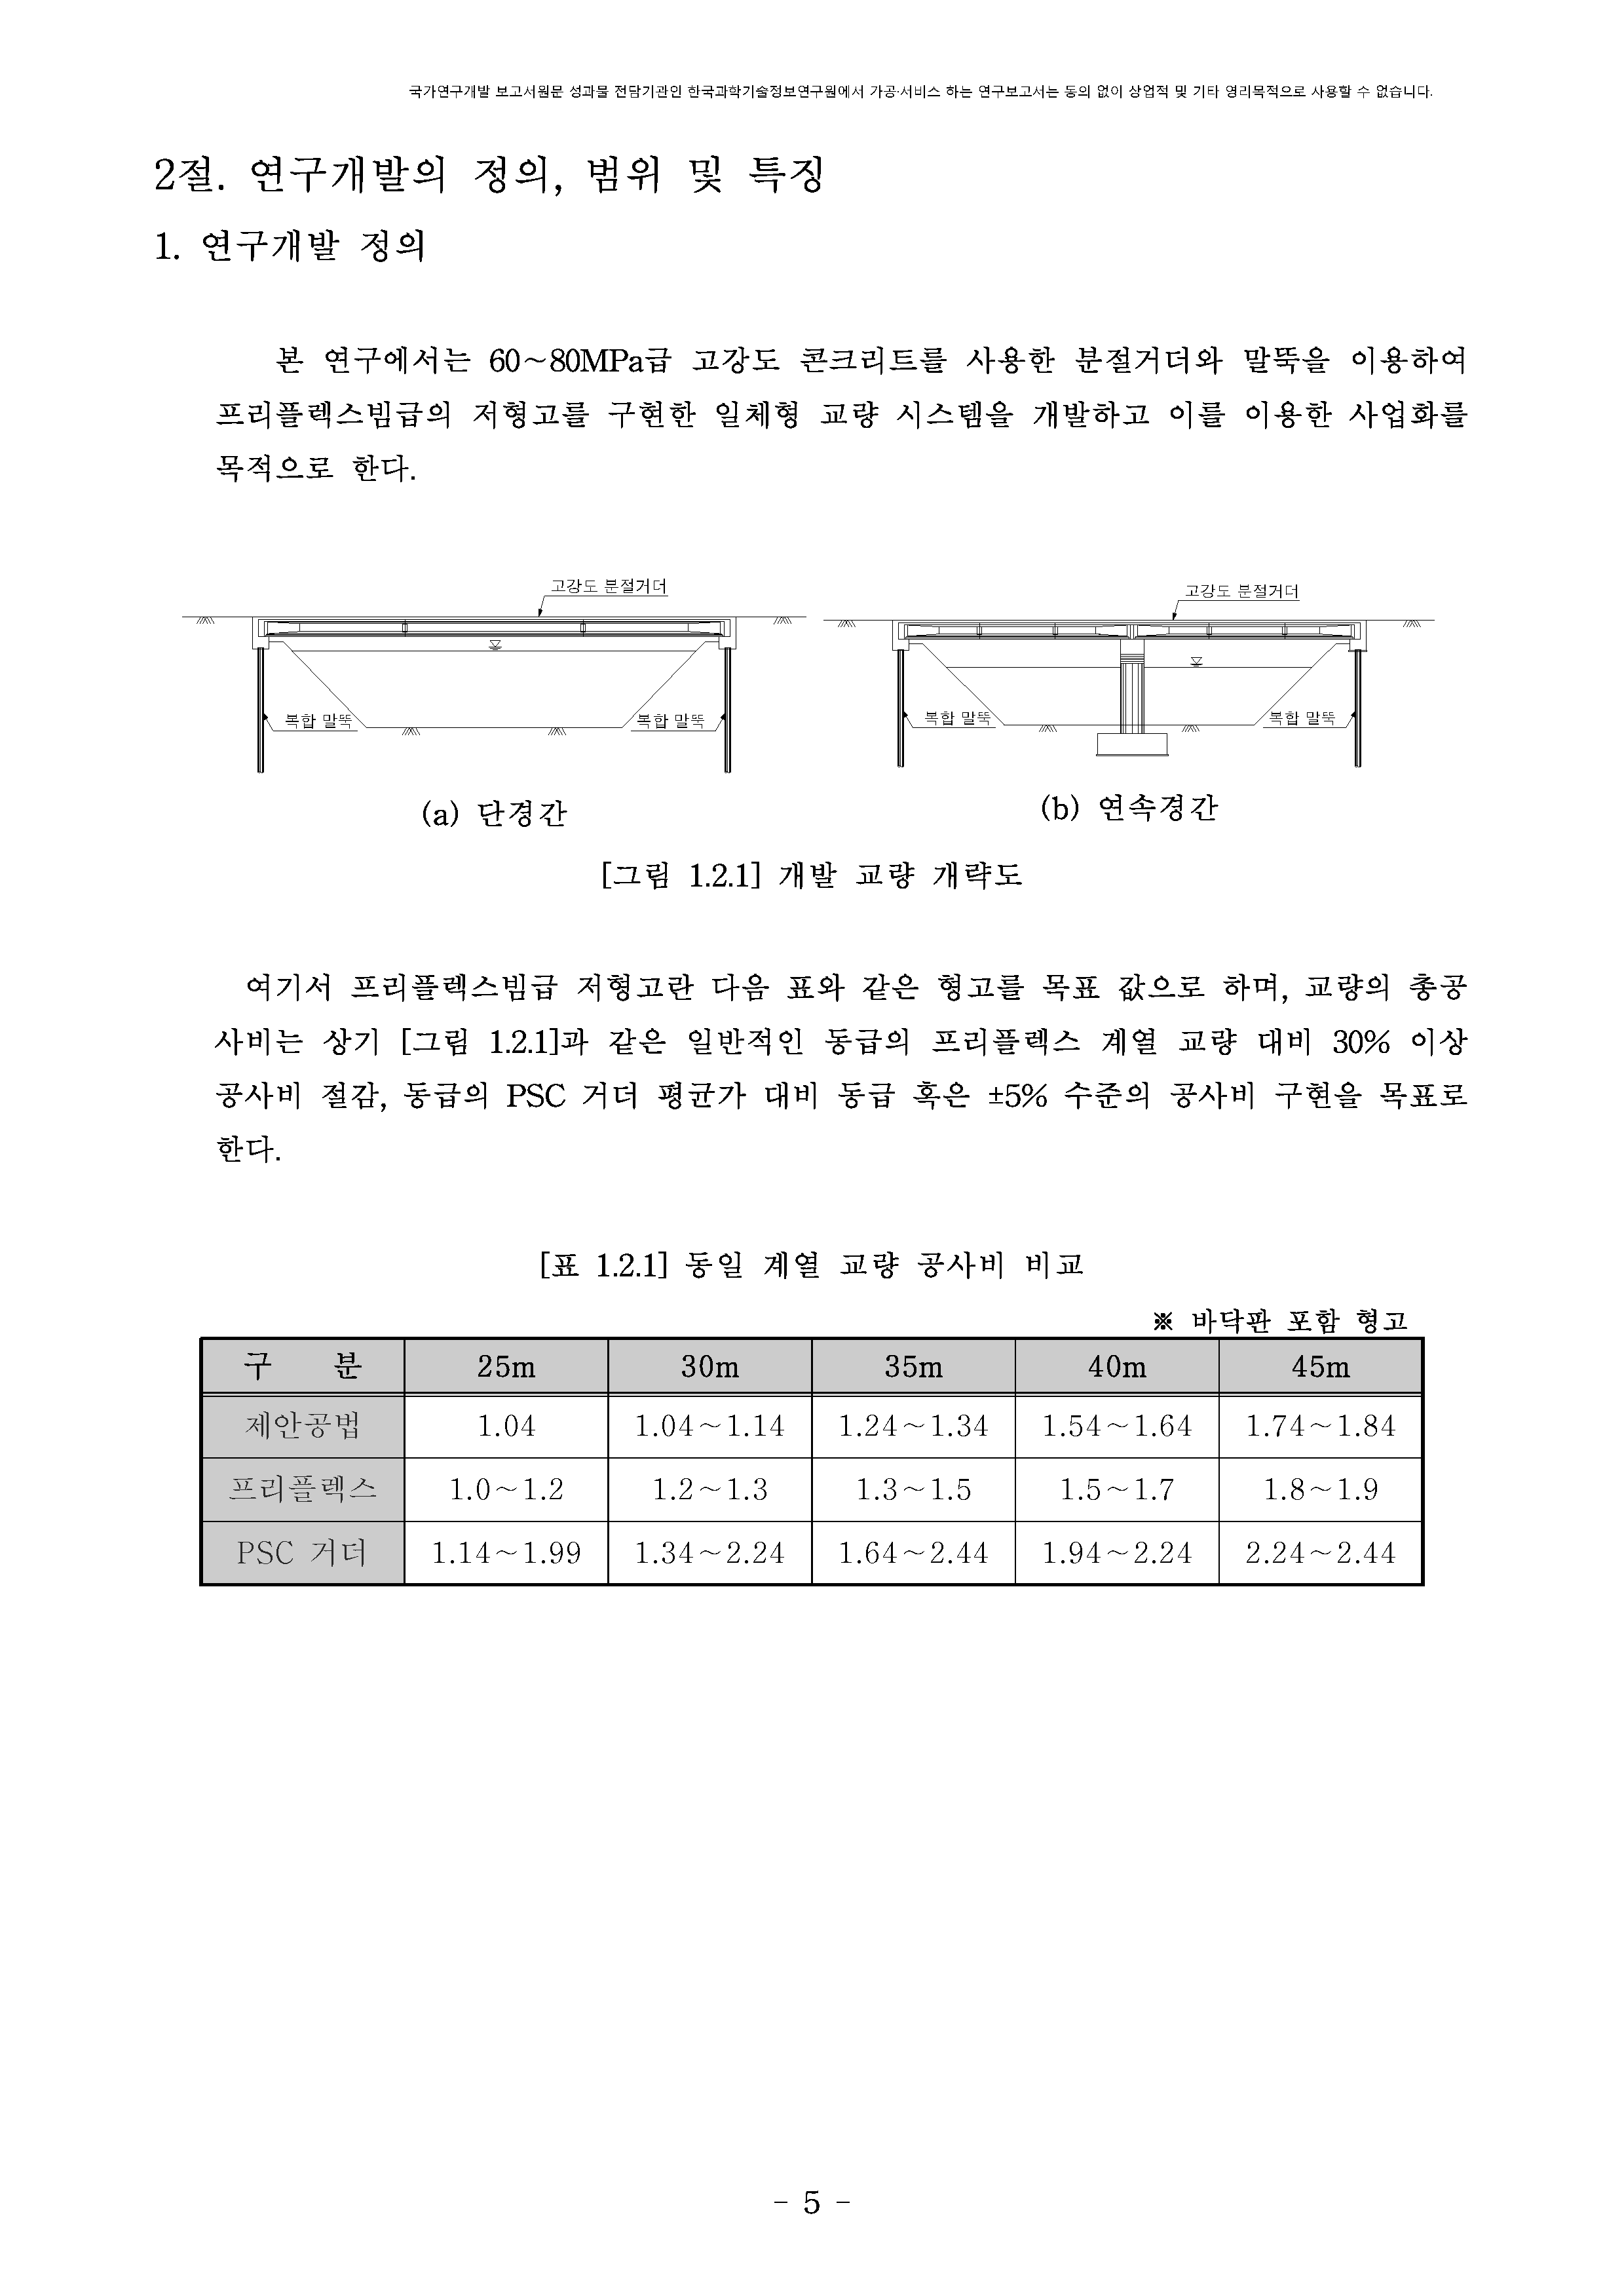 국가연구개발 보고서원문 성과물 전담기관인 한국과학기술정보연구원에서 가공·서비스 하는 연구보고서는 동의 없이 상업적 및 기타 영리목적으로 사용할 수 없습니다.
2절. 연구개발의 정의, 범위 및 특징
1. 연구개발 정의
본 연구에서는 60～80MPa급 고강도 콘크리트를 사용한 분절거더와 말뚝을 이용하여
프리플렉스빔급의 저형고를 구현한 일체형 교량 시스템을 개발하고 이를 이용한 사업화를
목적으로 한다.
고강도 분절거더
복합 말뚝 복합 말뚝
(a) 단경간
고강도 분절거더
복합 말뚝 복합 말뚝
(b) 연속경간
[그림 1.2.1] 개발 교량 개략도
여기서 프리플렉스빔급 저형고란 다음 표와 같은 형고를 목표 값으로 하며, 교량의 총공
사비는 상기 [그림 1.2.1]과 같은 일반적인 동급의 프리플렉스 계열 교량 대비 30% 이상
공사비 절감, 동급의 PSC 거더 평균가 대비 동급 혹은 ±5% 수준의 공사비 구현을 목표로
한다.
[표 1.2.1] 동일 계열 교량 공사비 비교
※ 바닥판 포함 형고
구 분 25m 30m 35m 40m 45m
제안공법 1.04 1.04～1.14 1.24～1.34 1.54～1.64 1.74～1.84
프리플렉스 1.0～1.2 1.2～1.3 1.3～1.5 1.5～1.7 1.8～1.9
PSC 거더 1.14～1.99 1.34～2.24 1.64～2.44 1.94～2.24 2.24～2.44
- 5 -